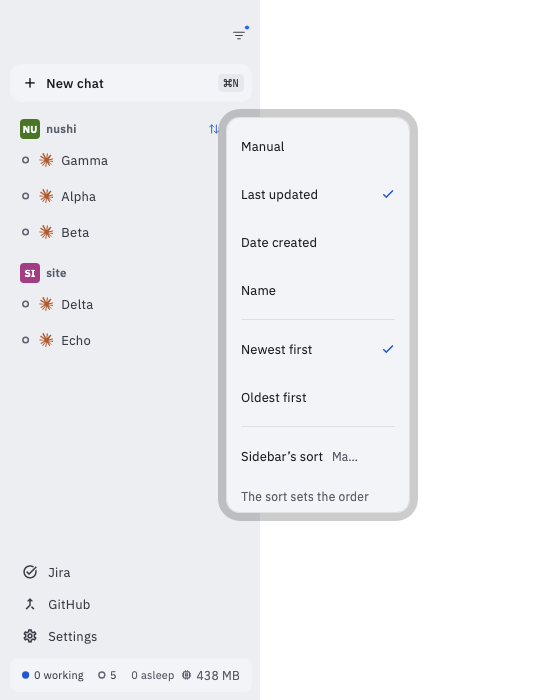 New chat ⌘N
NU nushi
Gamma
Alpha
Beta
SI site
Delta
Echo
Manual
Last updated
Date created
Name
Newest first
Oldest first
Sidebar’s sort Ma…
The sort sets the order
Jira
GitHub
Settings
0 working 5 0 asleep 438 MB